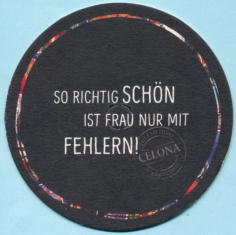 SO RICHTIG SCHÖN
IST FRAU NUR MIT
FEHLERN!
CELONA